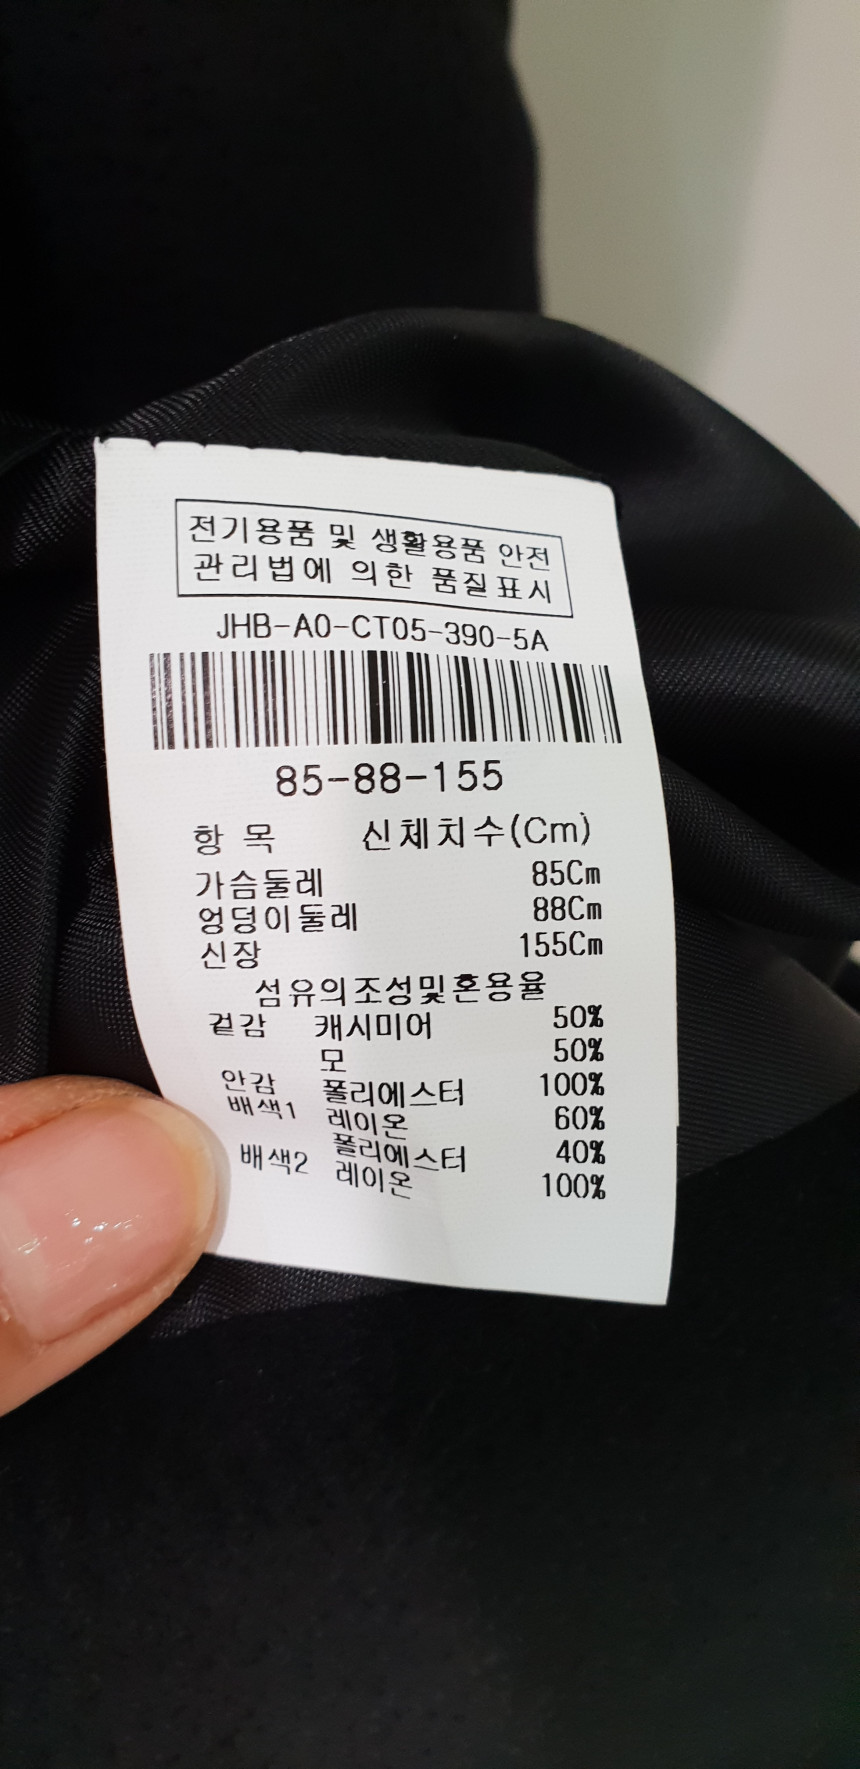 전기용품 및 생활용품 안전
관리법에 의한 품질표시
JHB-A0-CT05-390-5A
85-88-155
항 목 신체치수(Cm)
가슴둘레 85Cm
엉덩이둘레 88Cm
신장 155Cm
섬유의조성및혼용율
겉감 캐시미어 50%
모 50%
안감 폴리에스터 100%
배색1 레이온 60%
폴리에스터 40%
배색2 레이온 100%